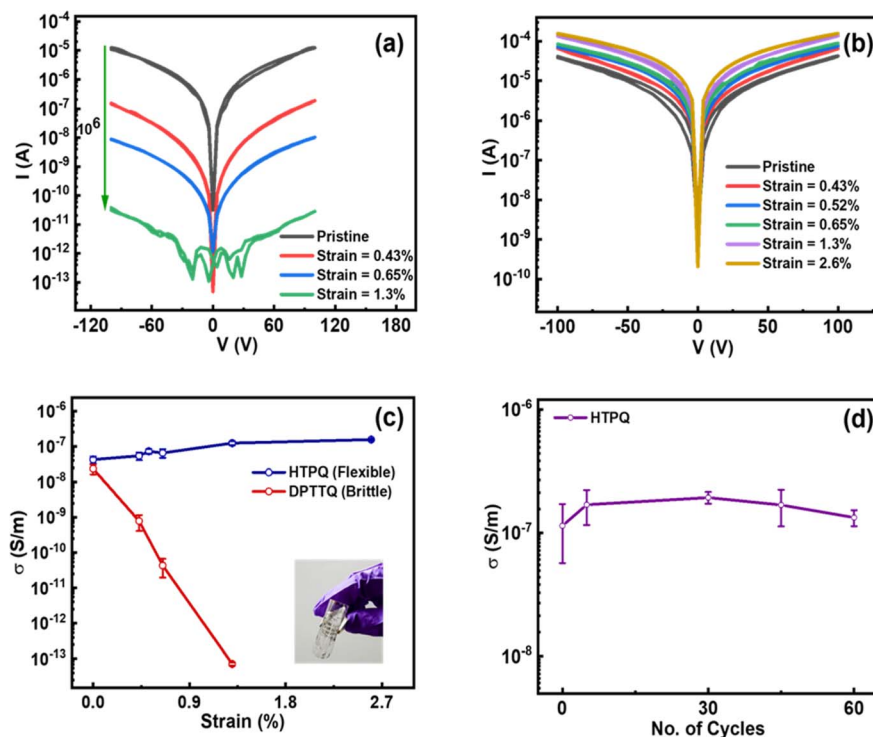 (a)
I (A)
10⁻⁴
10⁻⁵
10⁻⁶
10⁻⁷
10⁻⁸
10⁻⁹
10⁻¹⁰
10⁻¹¹
10⁻¹²
10⁻¹³
10⁶
Pristine
Strain = 0.43%
Strain = 0.65%
Strain = 1.3%
-120 -60 0 60 120 180
V (V)
(b)
I (A)
10⁻⁴
10⁻⁵
10⁻⁶
10⁻⁷
10⁻⁸
10⁻⁹
10⁻¹⁰
Pristine
Strain = 0.43%
Strain = 0.52%
Strain = 0.65%
Strain = 1.3%
Strain = 2.6%
-100 -50 0 50 100
V (V)
(c)
σ (S/m)
10⁻⁶
10⁻⁷
10⁻⁸
10⁻⁹
10⁻¹⁰
10⁻¹¹
10⁻¹²
10⁻¹³
HTPQ (Flexible)
DPTTQ (Brittle)
0.0 0.9 1.8 2.7
Strain (%)
(d)
HTPQ
σ (S/m)
10⁻⁶
10⁻⁷
10⁻⁸
0 30 60
No. of Cycles